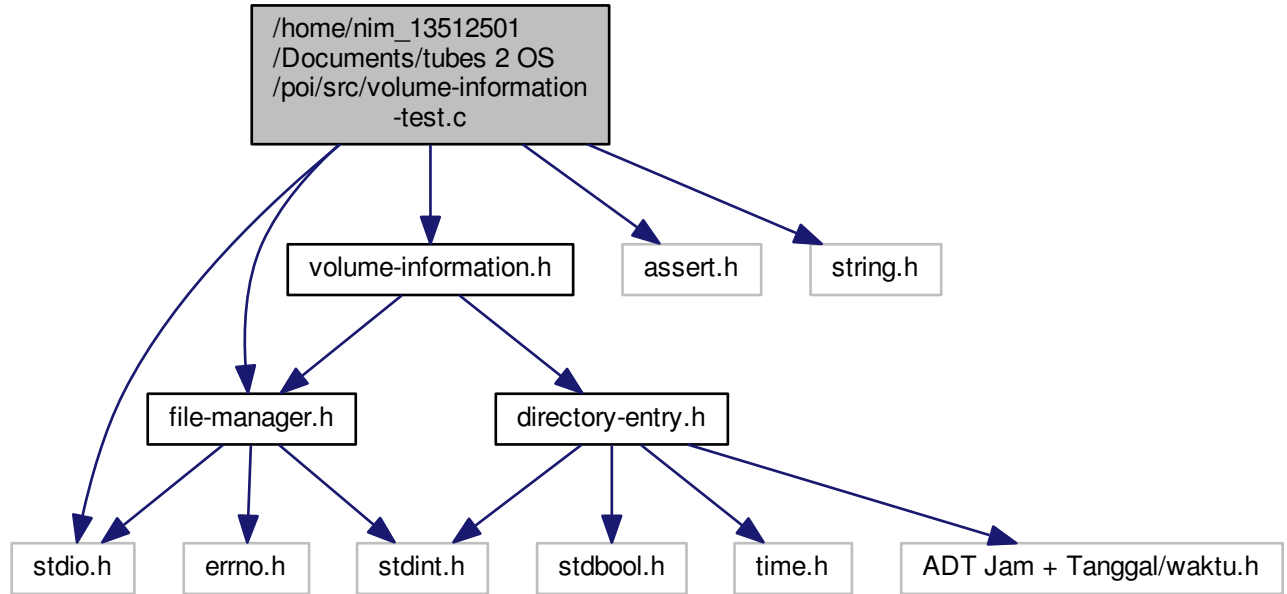 /home/nim_13512501
/Documents/tubes 2 OS
/poi/src/volume-information
-test.c
volume-information.h
assert.h
string.h
file-manager.h
directory-entry.h
stdio.h
errno.h
stdint.h
stdbool.h
time.h
ADT Jam + Tanggal/waktu.h